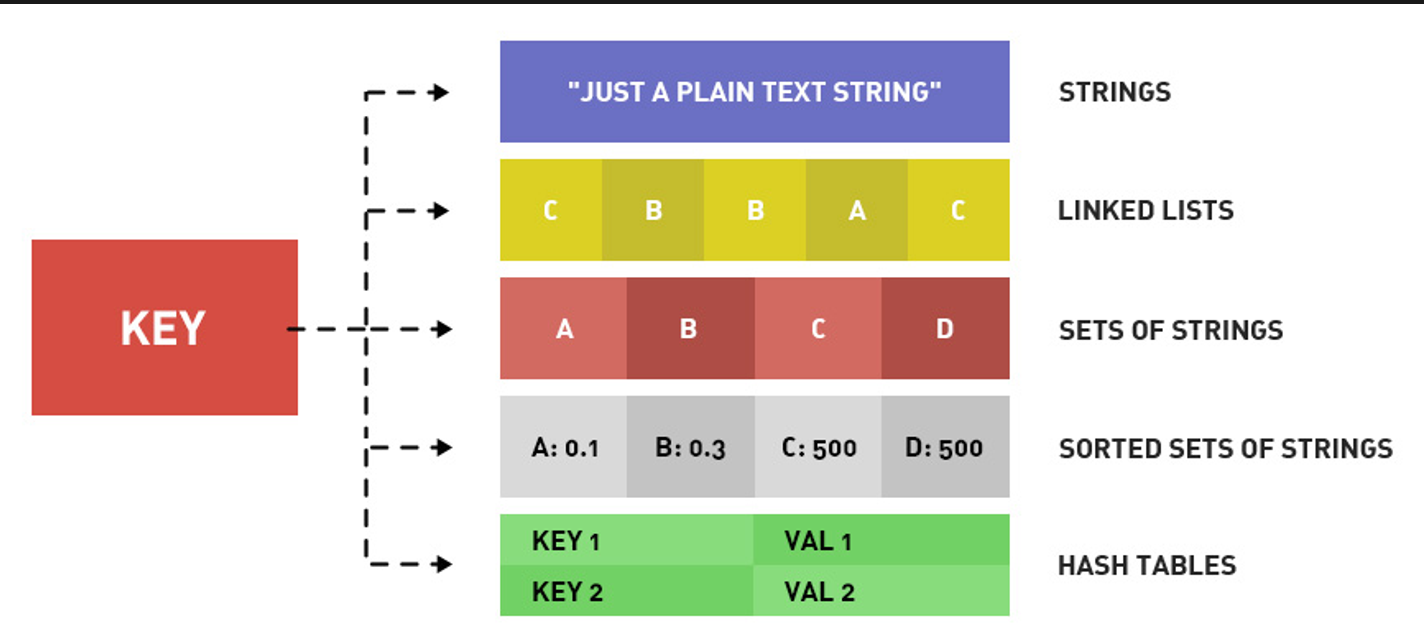 KEY
"JUST A PLAIN TEXT STRING"
STRINGS
C B B A C
LINKED LISTS
A B C D
SETS OF STRINGS
A: 0.1 B: 0.3 C: 500 D: 500
SORTED SETS OF STRINGS
KEY 1 VAL 1
KEY 2 VAL 2
HASH TABLES